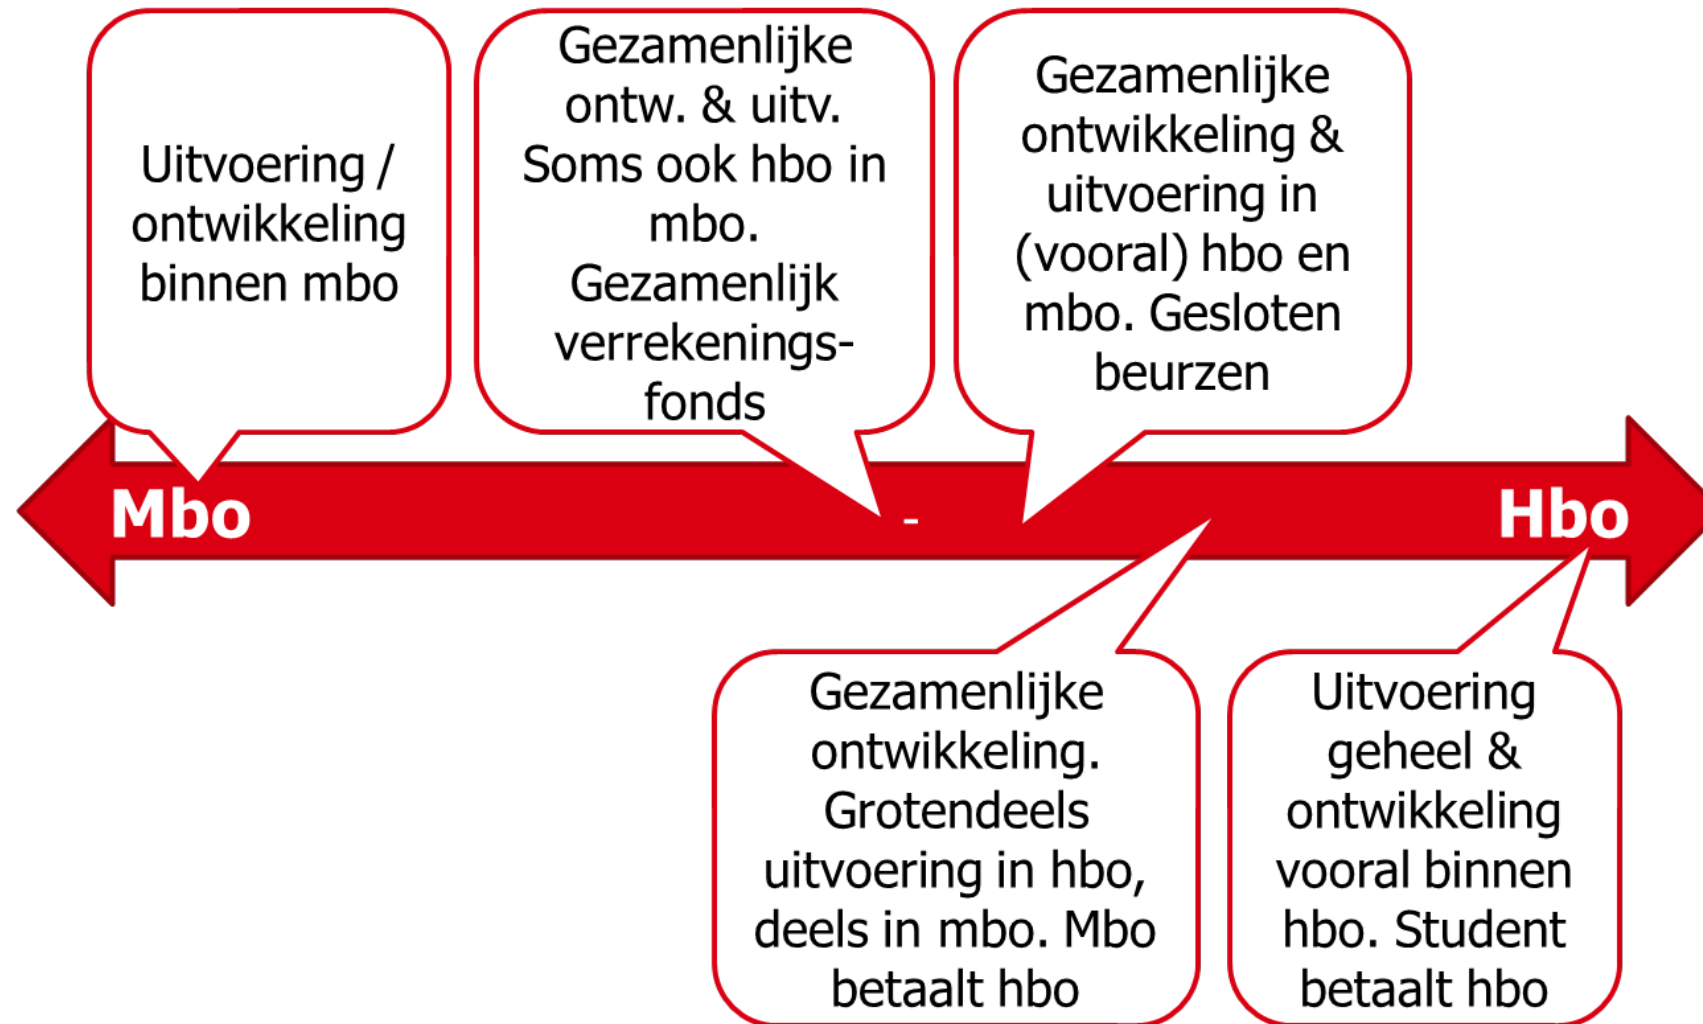 Uitvoering /
ontwikkeling
binnen mbo
Gezamenlijke
ontw. & uitv.
Soms ook hbo in
mbo.
Gezamenlijk
verrekenings-
fonds
Gezamenlijke
ontwikkeling &
uitvoering in
(vooral) hbo en
mbo. Gesloten
beurzen
Mbo
-
Hbo
Gezamenlijke
ontwikkeling.
Grotendeels
uitvoering in hbo,
deels in mbo. Mbo
betaalt hbo
Uitvoering
geheel &
ontwikkeling
vooral binnen
hbo. Student
betaalt hbo